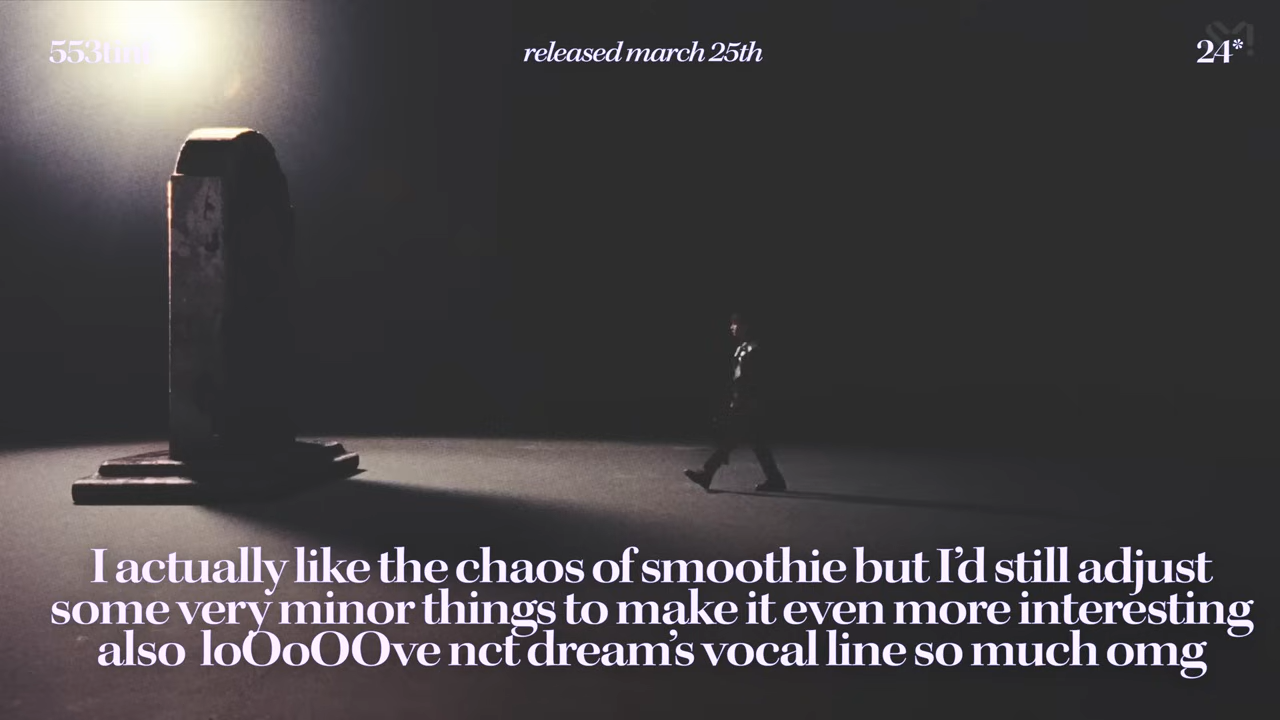 released march 25th
24*
I actually like the chaos of smoothie but I’d still adjust
some very minor things to make it even more interesting
also loOoOOve nct dream’s vocal line so much omg